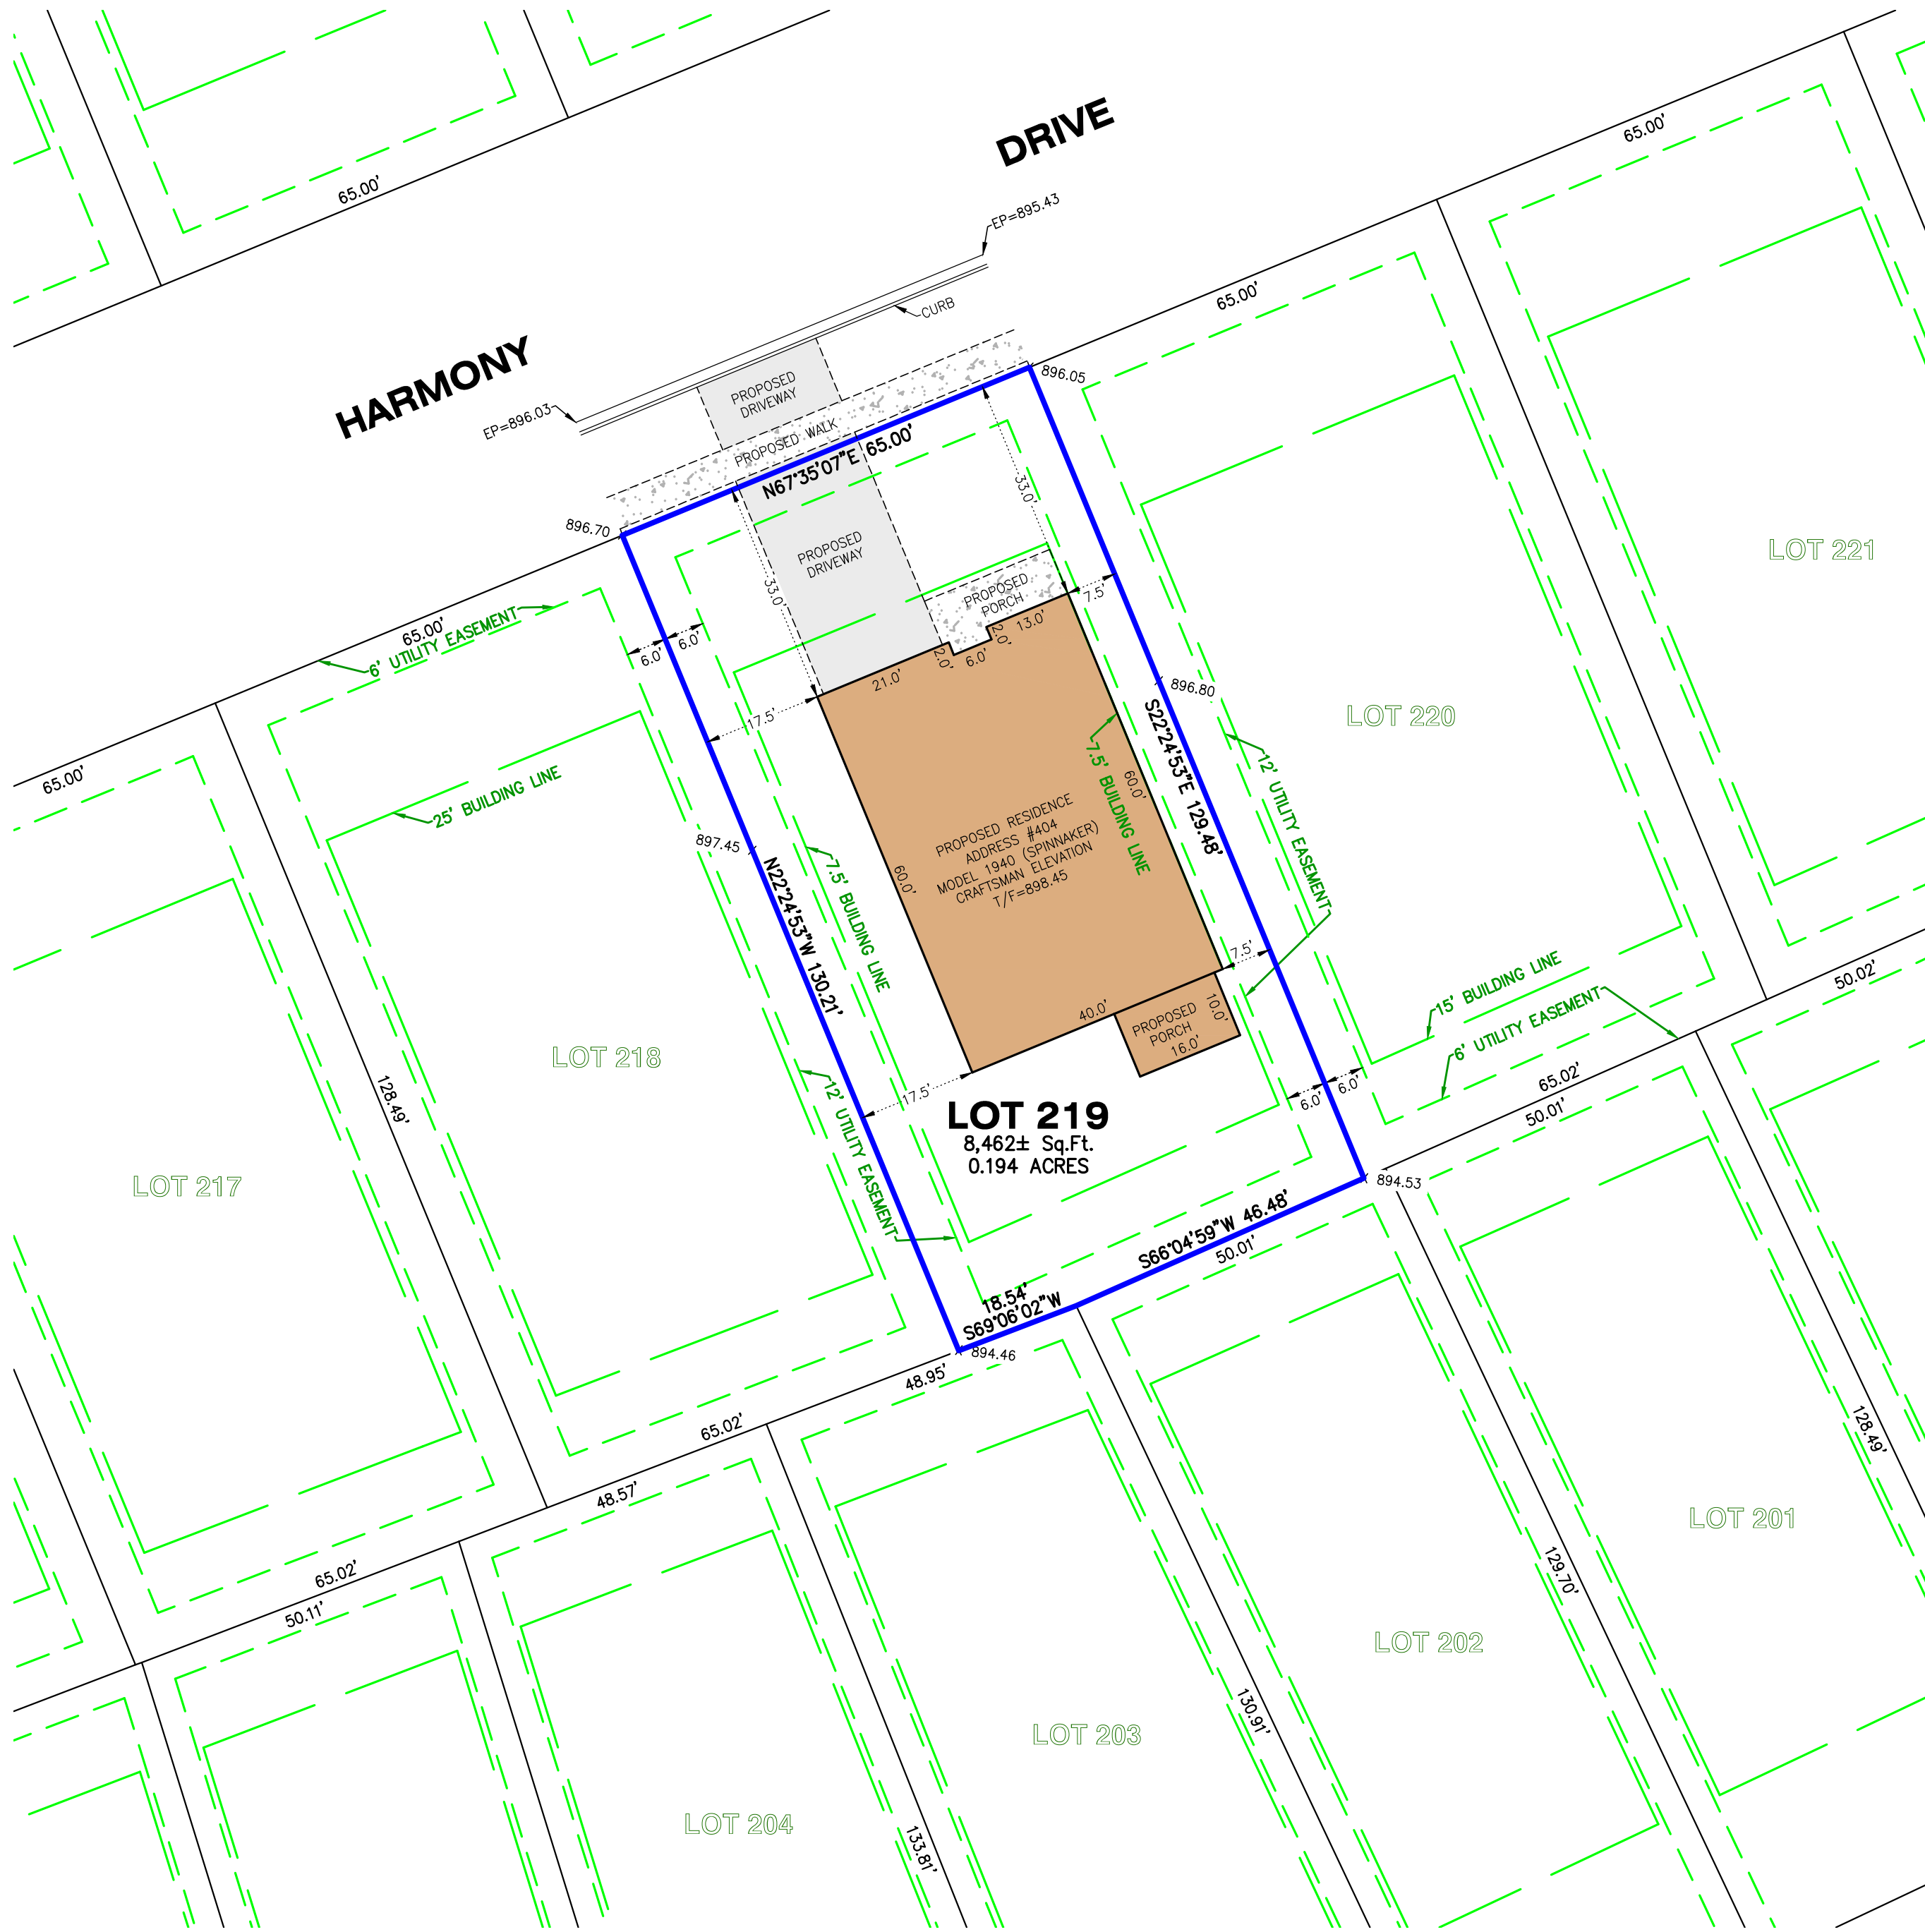 DRIVE
HARMONY
65.00'
65.00'
65.00'
EP=895.43
CURB
EP=896.03
PROPOSED
DRIVEWAY
PROPOSED WALK
896.05
896.70
N67°35'07"E 65.00'
33.0'
33.0'
PROPOSED
DRIVEWAY
PROPOSED
PORCH
7.5'
13.0'
2.0'
6.0'
2.0'
21.0'
6.0'
6.0'
17.5'
65.00'
6' UTILITY EASEMENT
65.00'
25' BUILDING LINE
LOT 221
LOT 220
896.80
S22°24'53"E 129.48'
7.5' BUILDING LINE
12' UTILITY EASEMENT
60.0'
PROPOSED RESIDENCE
ADDRESS #404
MODEL 1940 (SPINNAKER)
CRAFTSMAN ELEVATION
T/F=898.45
897.45
60.0'
7.5' BUILDING LINE
N22°24'53"W 130.21'
7.5'
40.0'
PROPOSED
PORCH
10.0'
16.0'
15' BUILDING LINE
6' UTILITY EASEMENT
50.02'
65.02'
50.01'
LOT 218
LOT 217
128.49'
12' UTILITY EASEMENT
17.5'
6.0'
6.0'
LOT 219
8,462± Sq.Ft.
0.194 ACRES
894.53
S66°04'59"W 46.48'
50.01'
18.54'
S69°06'02"W
894.46
48.95'
65.02'
48.57'
65.02'
50.11'
128.49'
LOT 201
129.70'
LOT 202
130.91'
LOT 203
LOT 204
133.81'